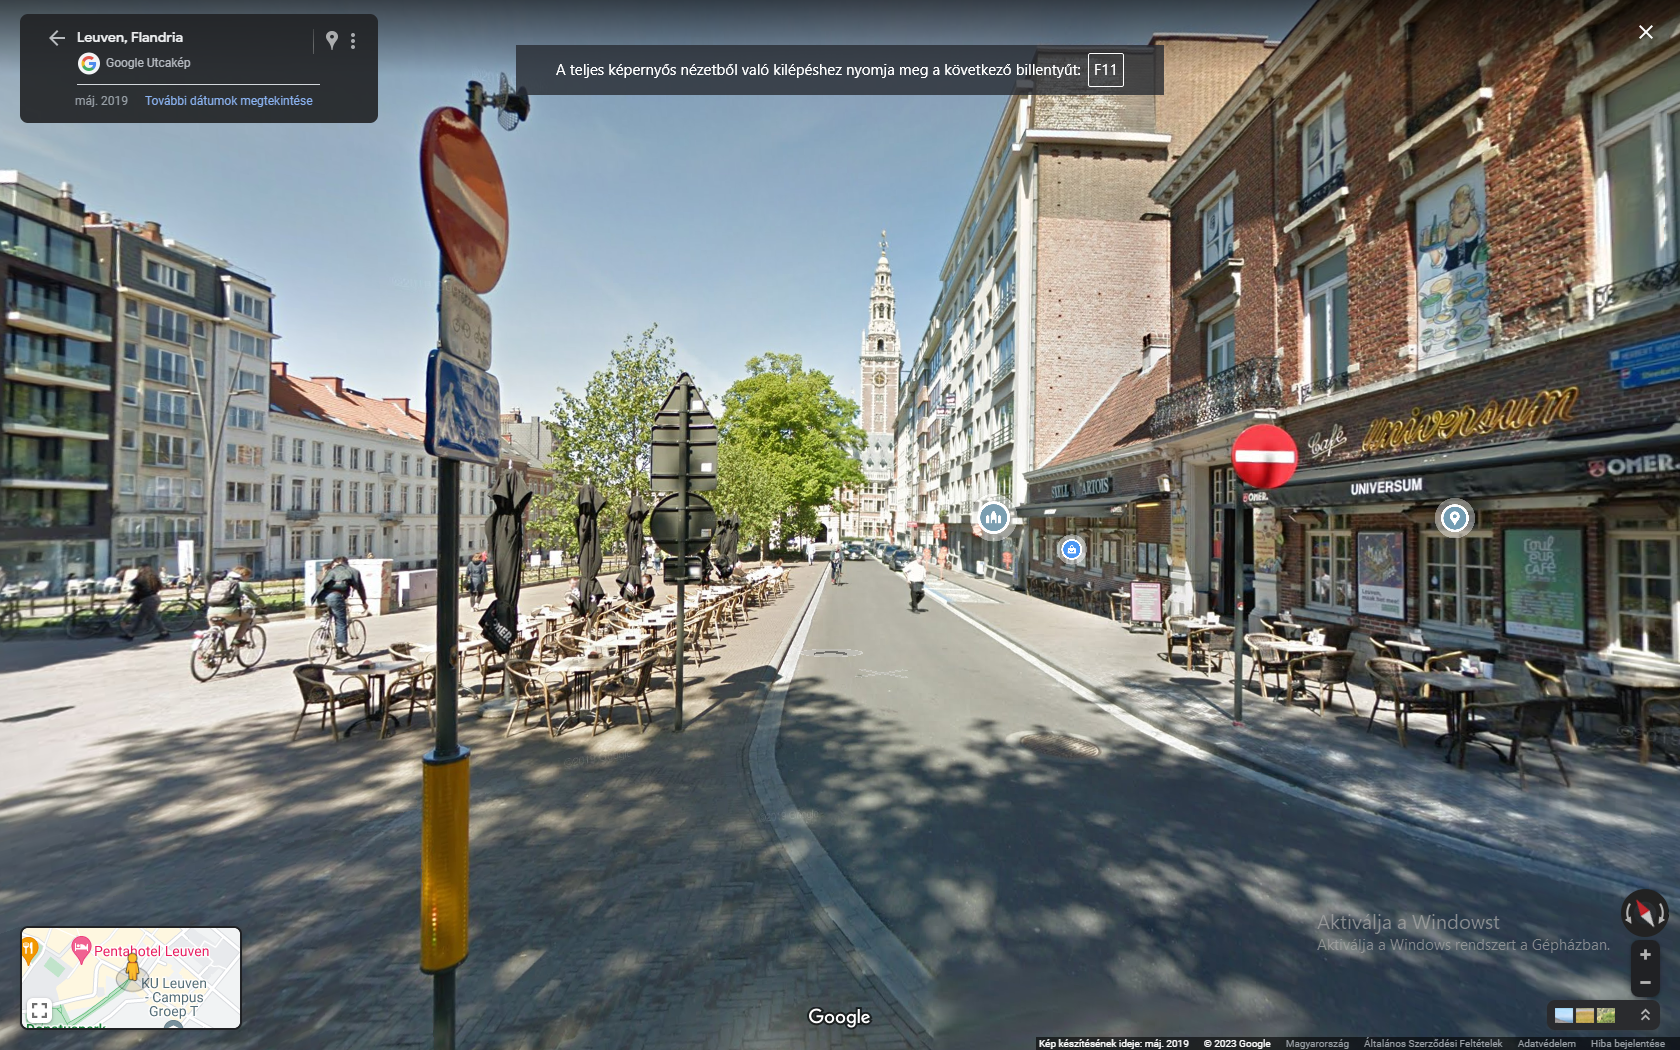 Leuven, Flandria
Google Utcakép
máj. 2019 További dátumok megtekintése
A teljes képernyős nézetből való kilépéshez nyomja meg a következő billentyűt: F11
Café universum
OMER.
UNIVERSUM
OMER.
OMER.
Pentahotel Leuven
KU Leuven
- Campus
Groep T
Aktiválja a Windowst
Aktiválja a Windows rendszert a Gépházban.
Google
Kép készítésének ideje: máj. 2019 © 2023 Google Magyarország Általános Szerződési Feltételek Adatvédelem Hiba bejelentése